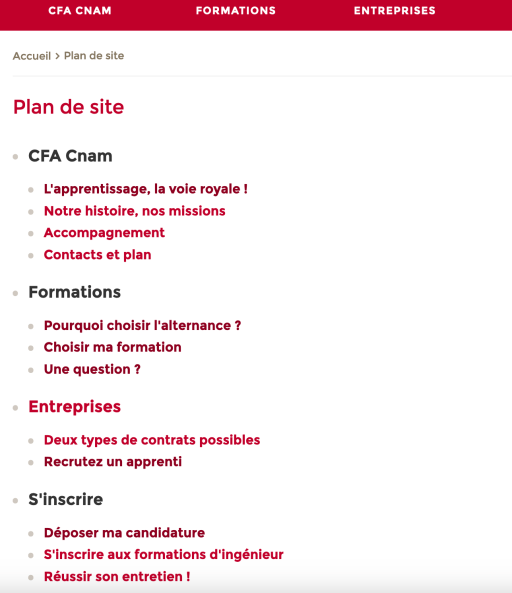 CFA CNAM FORMATIONS ENTREPRISES
Accueil > Plan de site
Plan de site
CFA Cnam
L'apprentissage, la voie royale !
Notre histoire, nos missions
Accompagnement
Contacts et plan
Formations
Pourquoi choisir l'alternance ?
Choisir ma formation
Une question ?
Entreprises
Deux types de contrats possibles
Recrutez un apprenti
S'inscrire
Déposer ma candidature
S'inscrire aux formations d'ingénieur
Réussir son entretien !